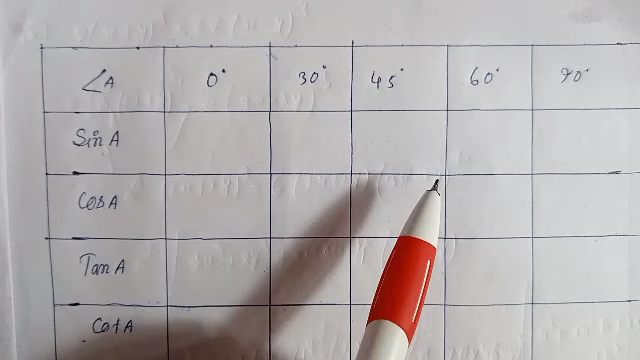 ∠A 0° 30° 45° 60° 90°
Sin A
Cos A
Tan A
Cot A